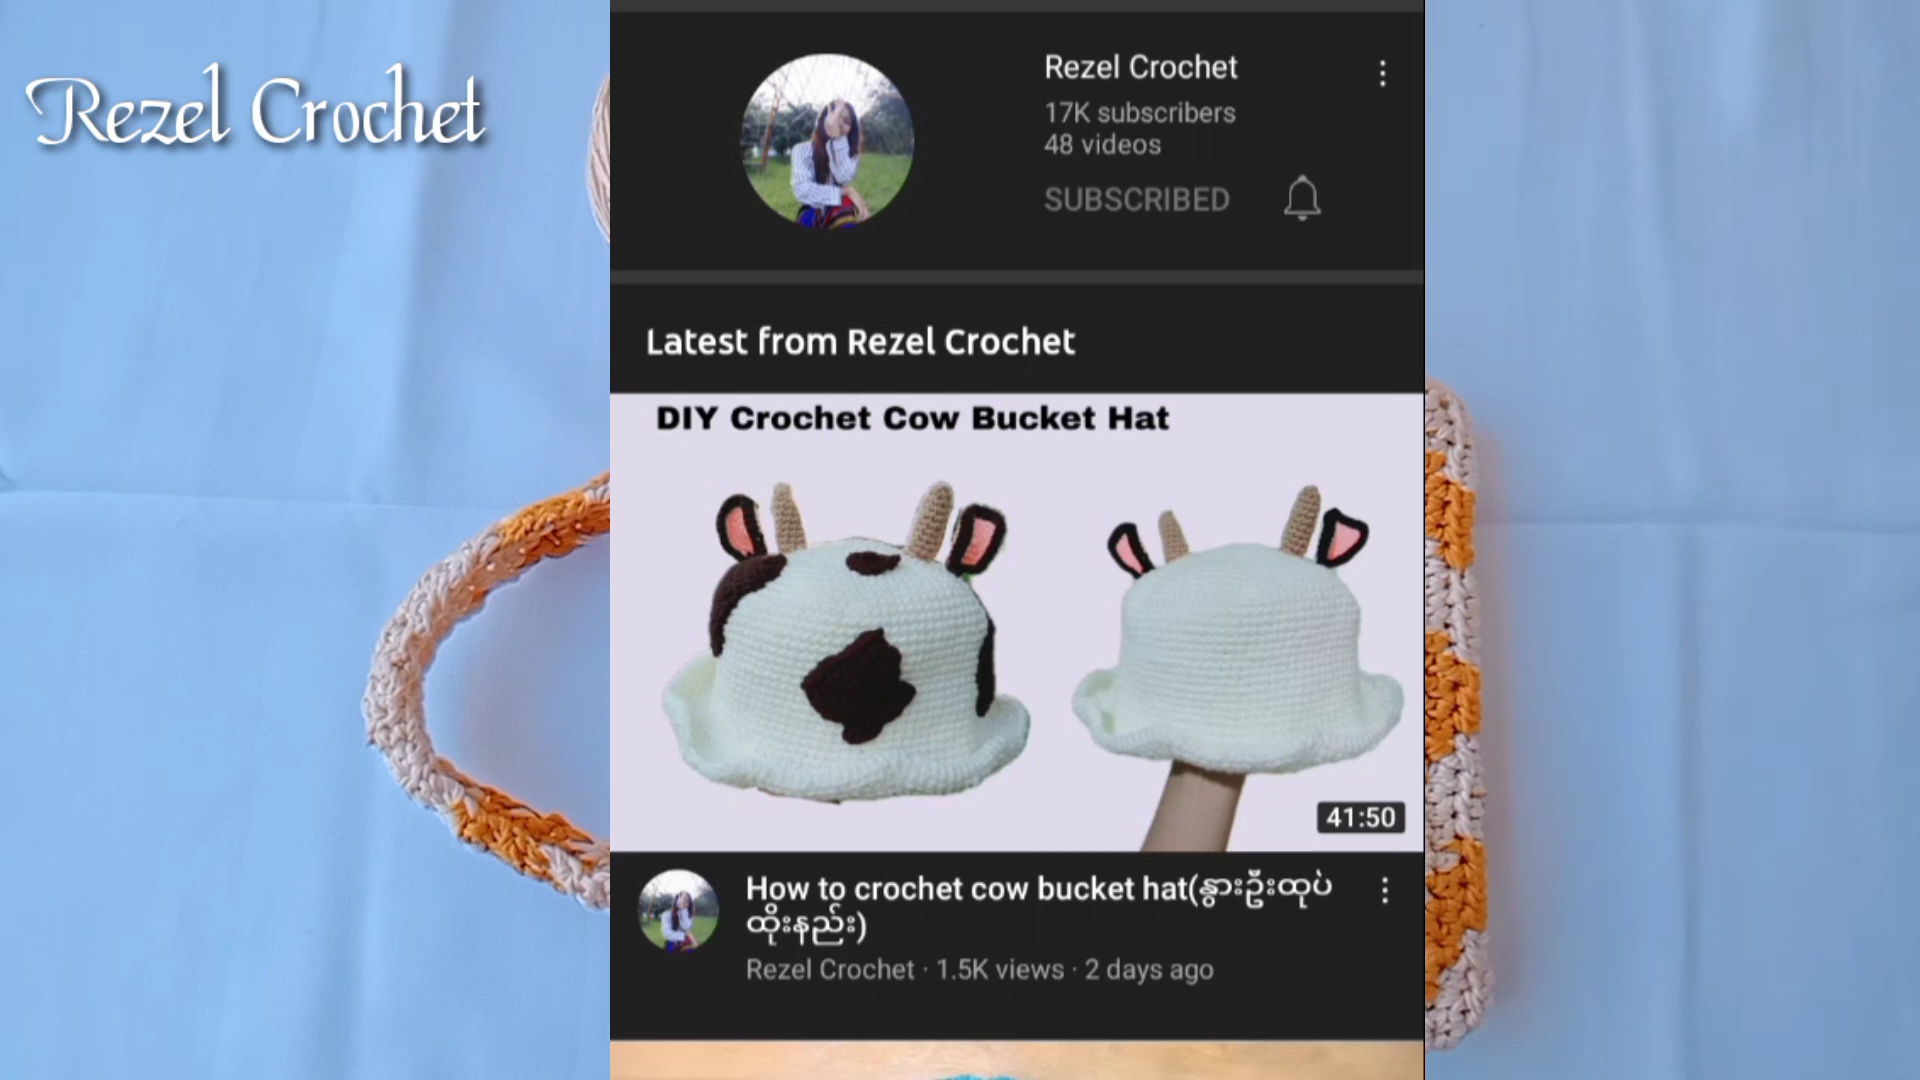 Rezel Crochet
Rezel Crochet
17K subscribers
48 videos
SUBSCRIBED
Latest from Rezel Crochet
DIY Crochet Cow Bucket Hat
41:50
How to crochet cow bucket hat(နွားဦးထုပ်
ထိုးနည်း)
Rezel Crochet · 1.5K views · 2 days ago